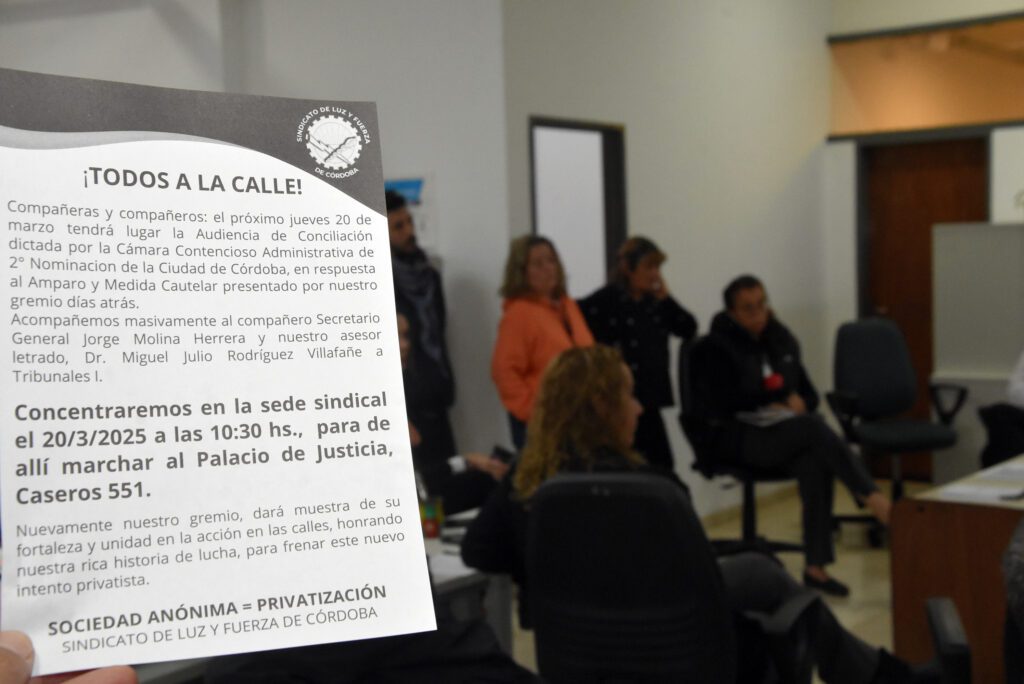 SINDICATO DE LUZ Y FUERZA
DE CÓRDOBA
¡TODOS A LA CALLE!
Compañeras y compañeros: el próximo jueves 20 de
marzo tendrá lugar la Audiencia de Conciliación
dictada por la Cámara Contencioso Administrativa de
2° Nominacion de la Ciudad de Córdoba, en respuesta
al Amparo y Medida Cautelar presentado por nuestro
gremio días atrás.
Acompañemos masivamente al compañero Secretario
General Jorge Molina Herrera y nuestro asesor
letrado, Dr. Miguel Julio Rodríguez Villafañe a
Tribunales I.
Concentraremos en la sede sindical
el 20/3/2025 a las 10:30 hs., para de
allí marchar al Palacio de Justicia,
Caseros 551.
Nuevamente nuestro gremio, dará muestra de su
fortaleza y unidad en la acción en las calles, honrando
nuestra rica historia de lucha, para frenar este nuevo
intento privatista.
SOCIEDAD ANÓNIMA = PRIVATIZACIÓN
SINDICATO DE LUZ Y FUERZA DE CÓRDOBA